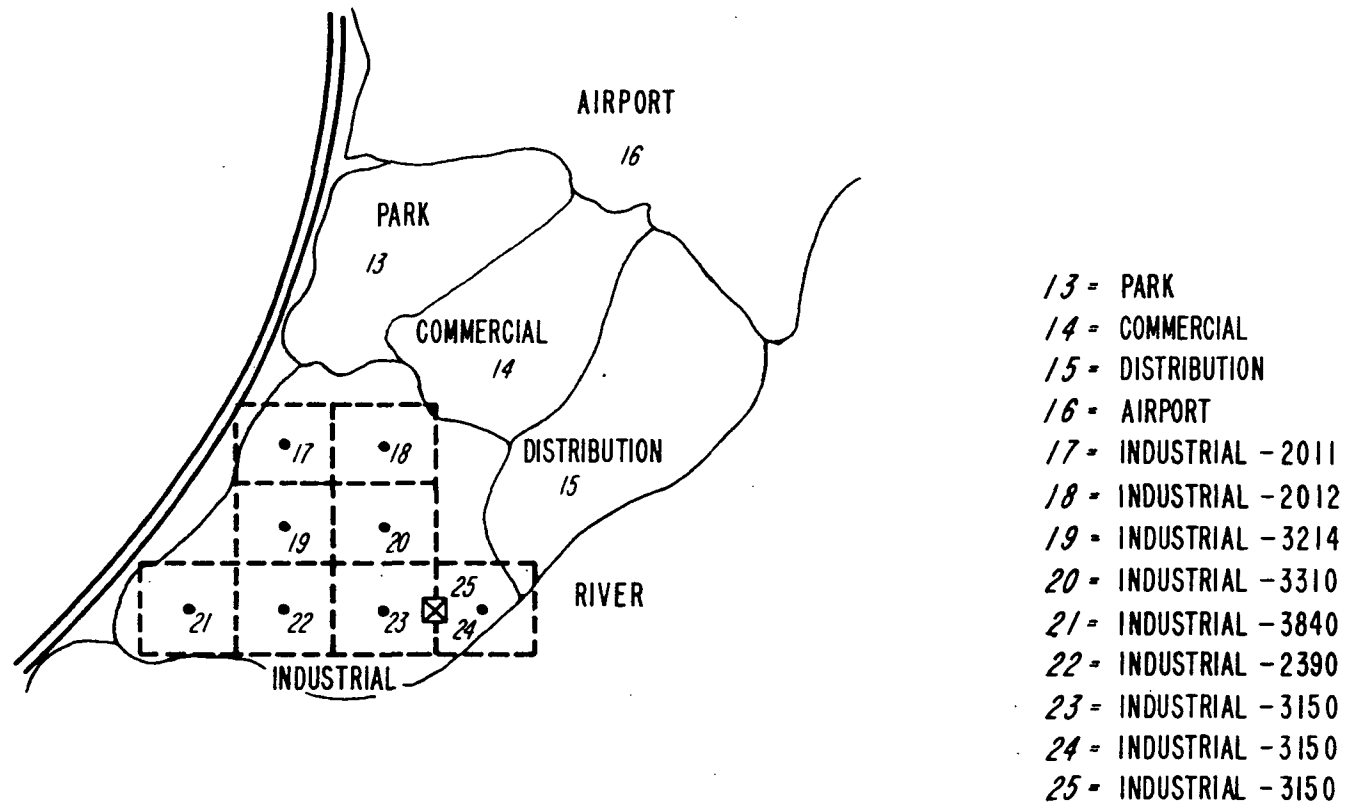 AIRPORT
16
PARK
13
COMMERCIAL
14
DISTRIBUTION
15
17
18
19
20
25
21
22
23
24
RIVER
INDUSTRIAL
13 = PARK
14 = COMMERCIAL
15 = DISTRIBUTION
16 = AIRPORT
17 = INDUSTRIAL - 2011
18 = INDUSTRIAL - 2012
19 = INDUSTRIAL - 3214
20 = INDUSTRIAL - 3310
21 = INDUSTRIAL - 3840
22 = INDUSTRIAL - 2390
23 = INDUSTRIAL - 3150
24 = INDUSTRIAL - 3150
25 = INDUSTRIAL - 3150